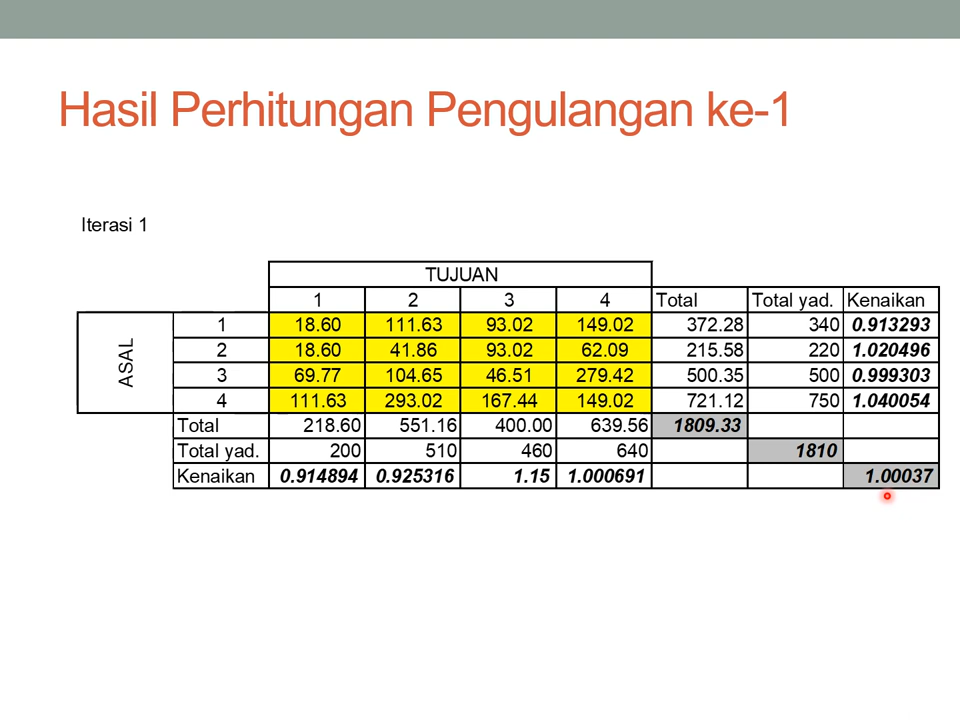 Hasil Perhitungan Pengulangan ke-1
Iterasi 1
TUJUAN
1 2 3 4 Total Total yad. Kenaikan
ASAL
1 18.60 111.63 93.02 149.02 372.28 340 0.913293
2 18.60 41.86 93.02 62.09 215.58 220 1.020496
3 69.77 104.65 46.51 279.42 500.35 500 0.999303
4 111.63 293.02 167.44 149.02 721.12 750 1.040054
Total 218.60 551.16 400.00 639.56 1809.33
Total yad. 200 510 460 640 1810
Kenaikan 0.914894 0.925316 1.15 1.000691 1.00037